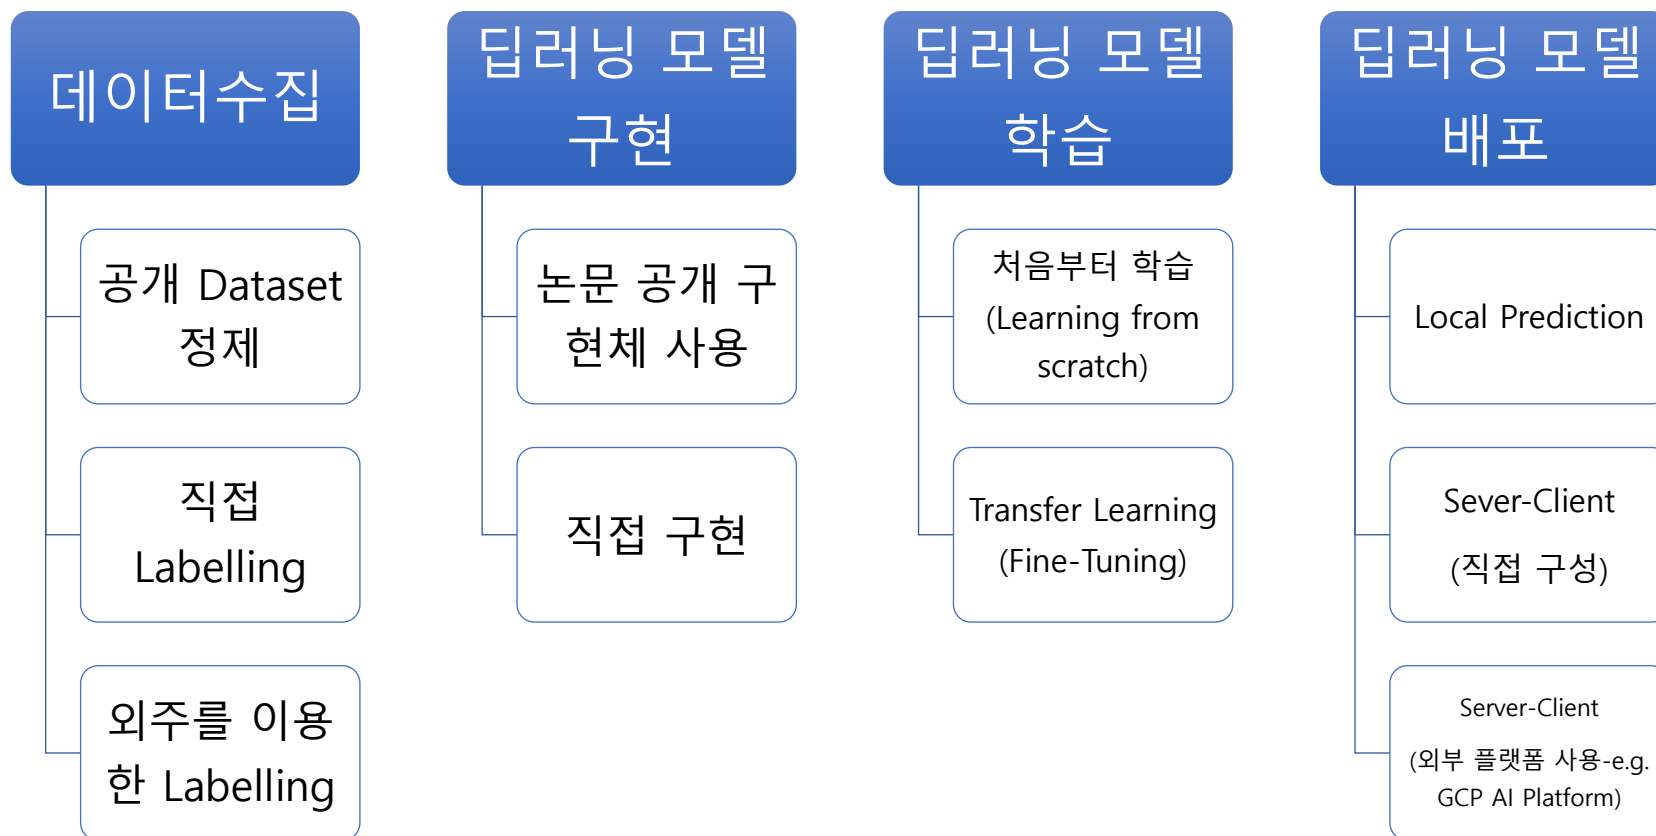 데이터수집
공개 Dataset
정제
직접
Labelling
외주를 이용
한 Labelling
딥러닝 모델
구현
논문 공개 구
현체 사용
직접 구현
딥러닝 모델
학습
처음부터 학습
(Learning from
scratch)
Transfer Learning
(Fine-Tuning)
딥러닝 모델
배포
Local Prediction
Sever-Client
(직접 구성)
Server-Client
(외부 플랫폼 사용-e.g.
GCP AI Platform)